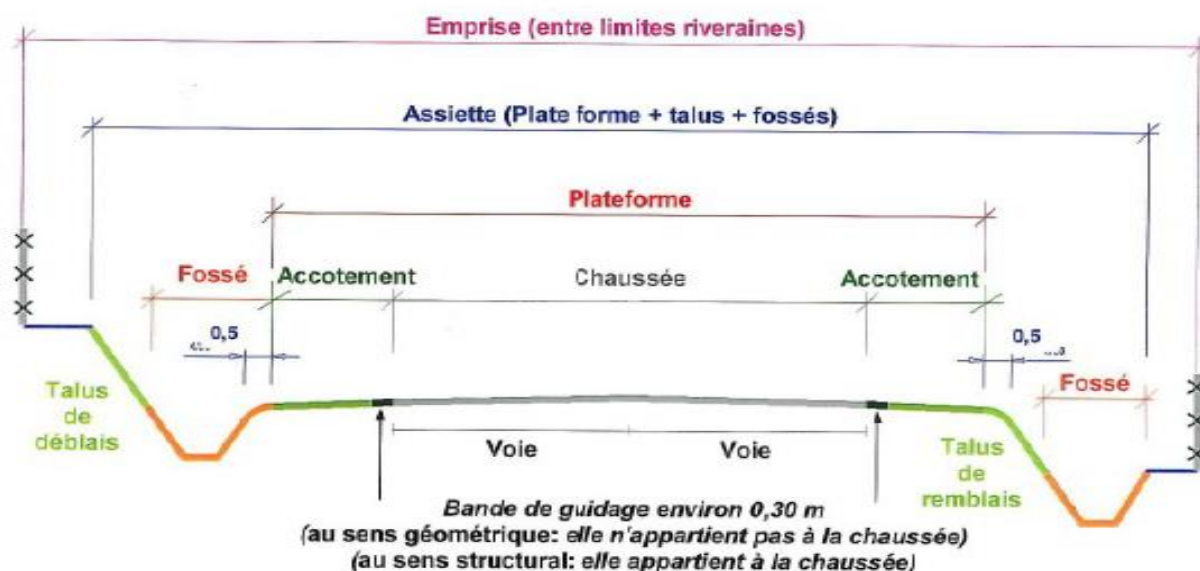 Emprise (entre limites riveraines)
Assiette (Plate forme + talus + fossés)
Plateforme
Fossé
Accotement
Chaussée
Accotement
0,5
0,5
Fossé
Talus
de
déblais
Voie
Voie
Talus
de
remblais
Bande de guidage environ 0,30 m
(au sens géométrique: elle n'appartient pas à la chaussée)
(au sens structural: elle appartient à la chaussée)